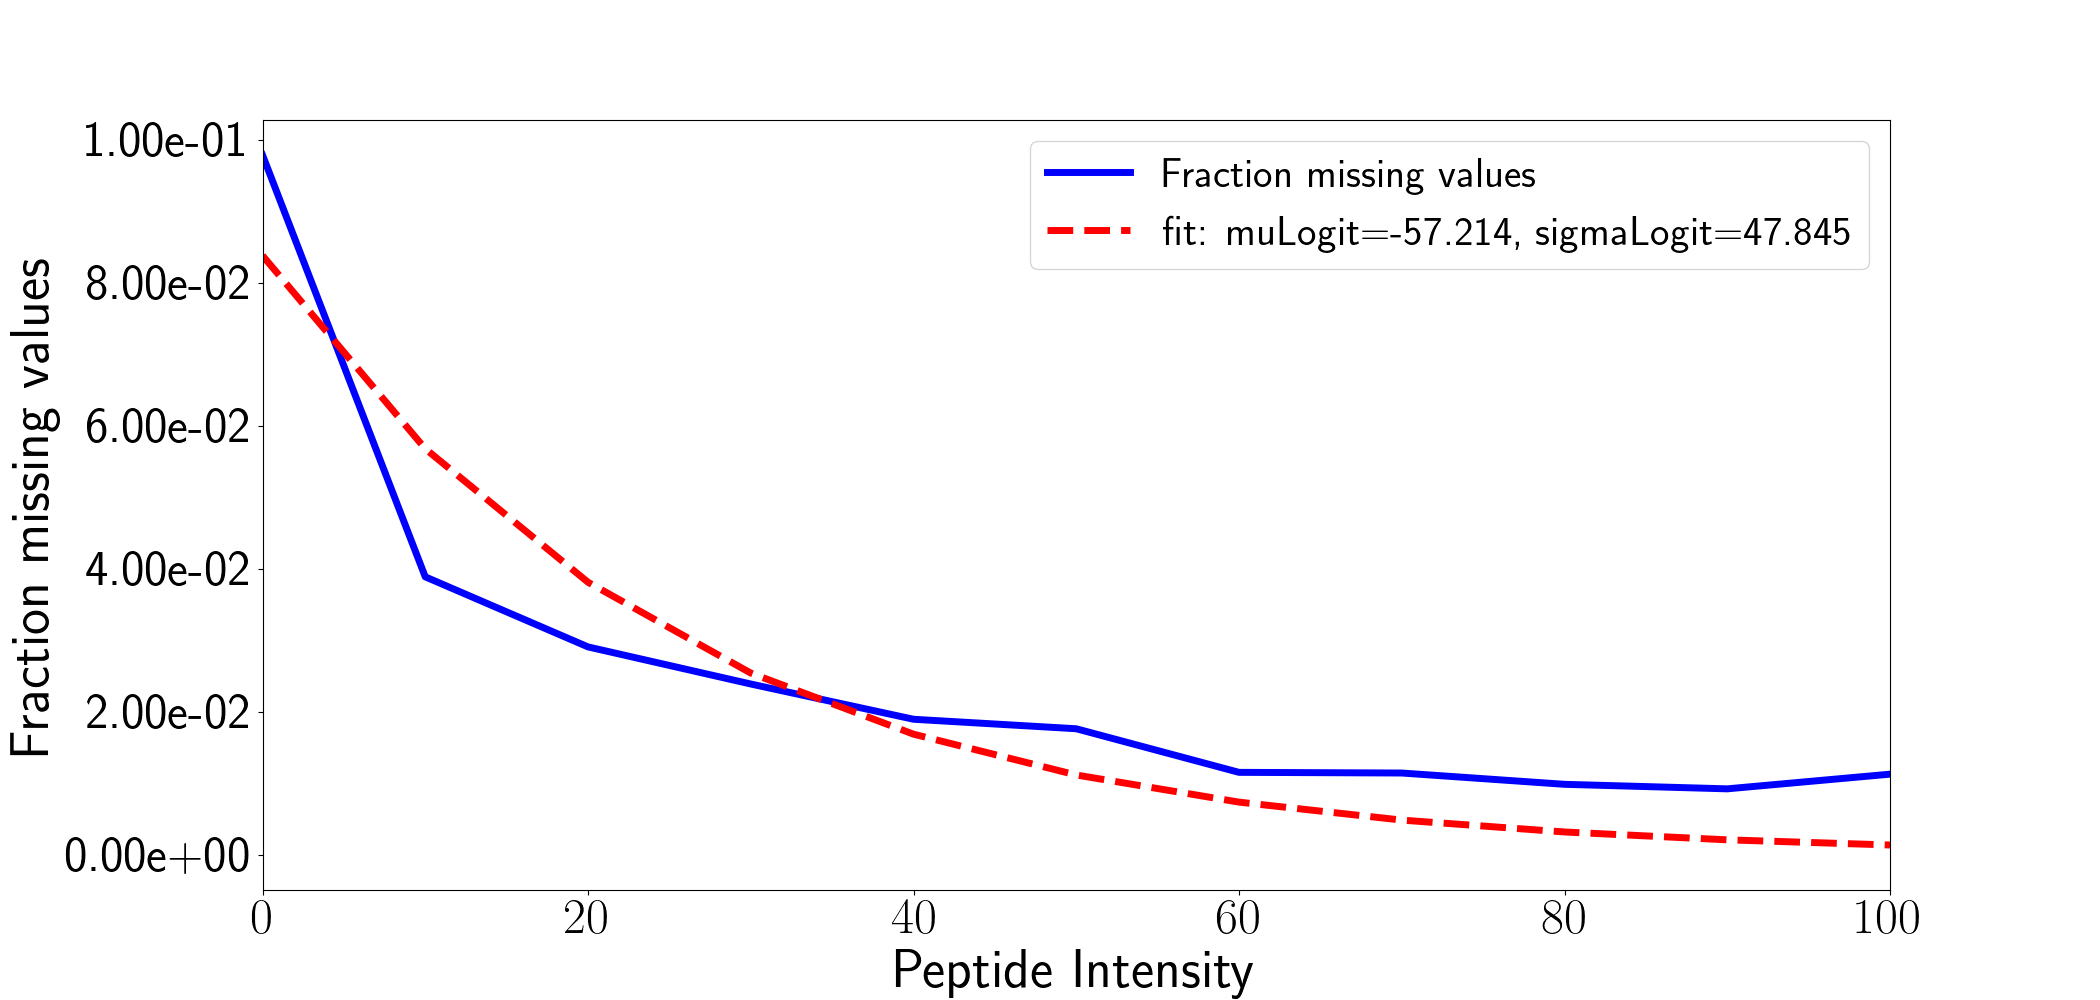 1.00e-01
8.00e-02
6.00e-02
4.00e-02
2.00e-02
0.00e+00
Fraction missing values
Fraction missing values
fit: muLogit=-57.214, sigmaLogit=47.845
0 20 40 60 80 100
Peptide Intensity